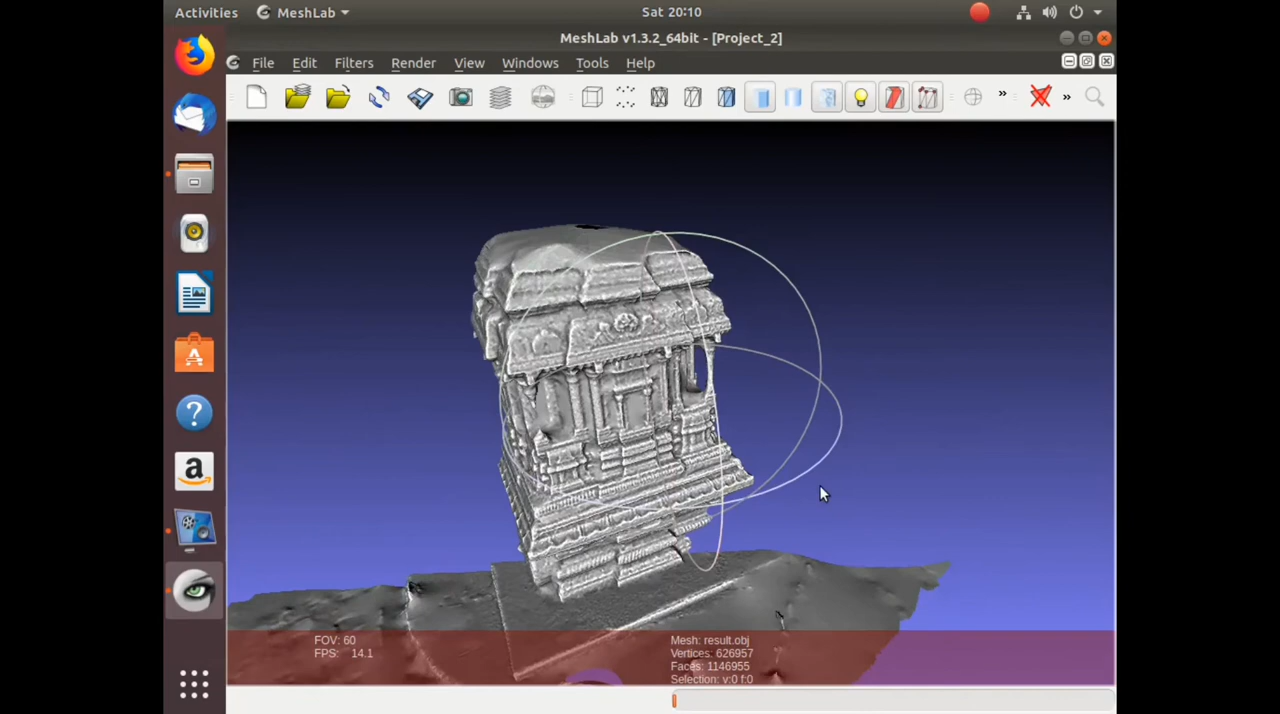 Activities MeshLab Sat 20:10
MeshLab v1.3.2_64bit - [Project_2]
File Edit Filters Render View Windows Tools Help
FOV: 60
FPS: 14.1
Mesh: result.obj
Vertices: 626957
Faces: 1146955
Selection: v:0 f:0